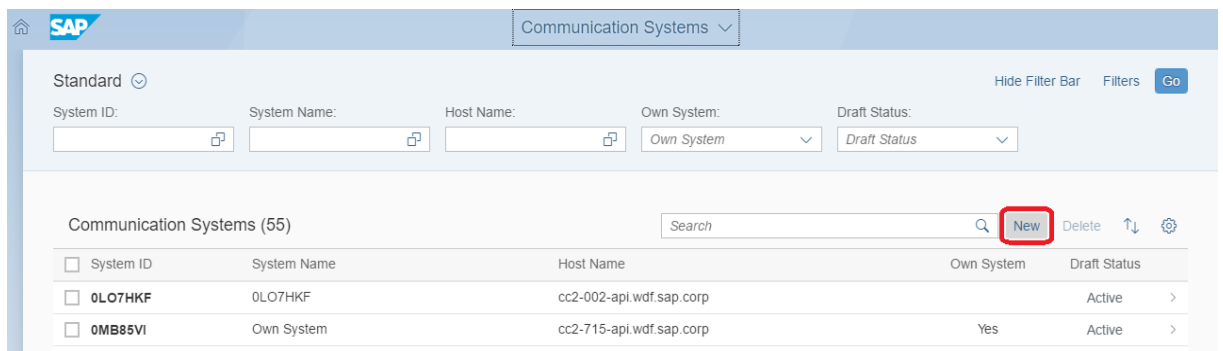 SAP Communication Systems
Standard Hide Filter Bar Filters Go
System ID: System Name: Host Name: Own System: Draft Status:
Own System Draft Status
Communication Systems (55) Search New Delete
System ID System Name Host Name Own System Draft Status
0LO7HKF 0LO7HKF cc2-002-api.wdf.sap.corp Active
0MB85VI Own System cc2-715-api.wdf.sap.corp Yes Active